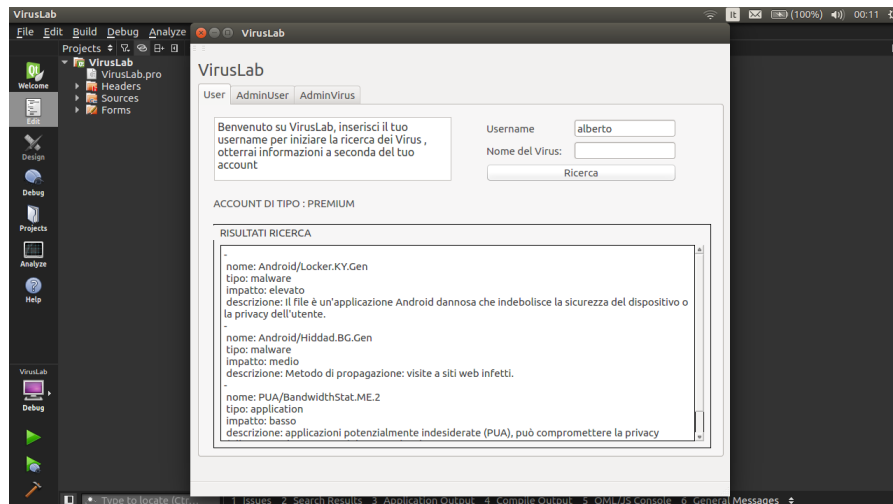 VirusLab
It
(100%)
00:11
File Edit Build Debug Analyze
VirusLab
Projects
VirusLab
VirusLab.pro
Headers
Sources
Forms
Welcome
Edit
Design
Debug
Projects
Analyze
Help
VirusLab
Debug
VirusLab
User AdminUser AdminVirus
Benvenuto su VirusLab, inserisci il tuo
username per iniziare la ricerca dei Virus ,
otterrai informazioni a seconda del tuo
account
Username alberto
Nome del Virus:
Ricerca
ACCOUNT DI TIPO : PREMIUM
RISULTATI RICERCA
-
nome: Android/Locker.KY.Gen
tipo: malware
impatto: elevato
descrizione: Il file è un'applicazione Android dannosa che indebolisce la sicurezza del dispositivo o
la privacy dell'utente.
-
nome: Android/Hiddad.BG.Gen
tipo: malware
impatto: medio
descrizione: Metodo di propagazione: visite a siti web infetti.
-
nome: PUA/BandwidthStat.ME.2
tipo: application
impatto: basso
descrizione: applicazioni potenzialmente indesiderate (PUA), può compromettere la privacy
Type to locate (Ctr...
1 Issues 2 Search Results 3 Application Output 4 Compile Output 5 QML/JS Console 6 General Messages